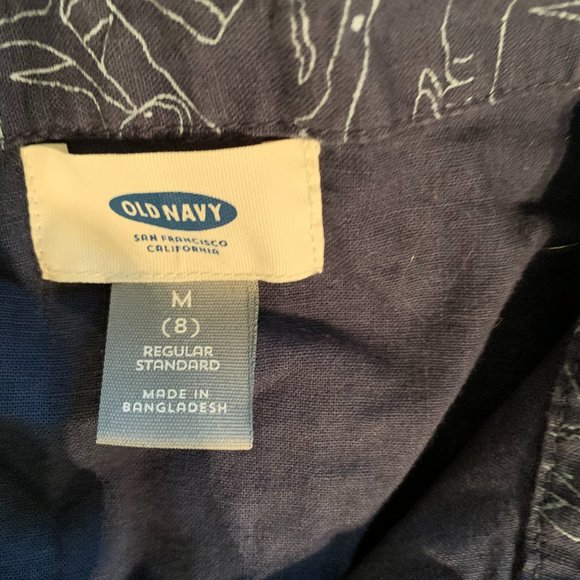 OLD NAVY
SAN FRANCISCO
CALIFORNIA
M
(8)
REGULAR
STANDARD
MADE IN
BANGLADESH